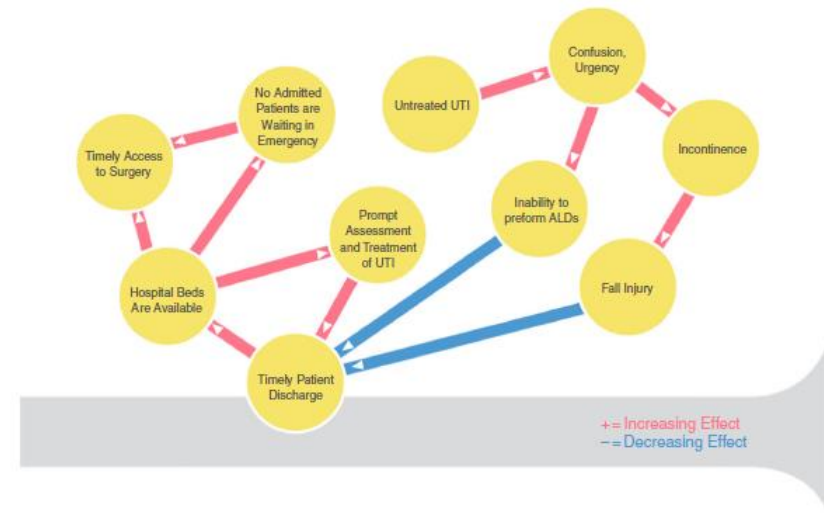 Confusion,
Urgency
No Admitted
Patients are
Waiting in
Emergency
Untreated UTI
Timely Access
to Surgery
Incontinence
Inability to
preform ALDs
Prompt
Assessment
and Treatment
of UTI
Hospital Beds
Are Available
Fall Injury
Timely Patient
Discharge
+= Increasing Effect
−= Decreasing Effect